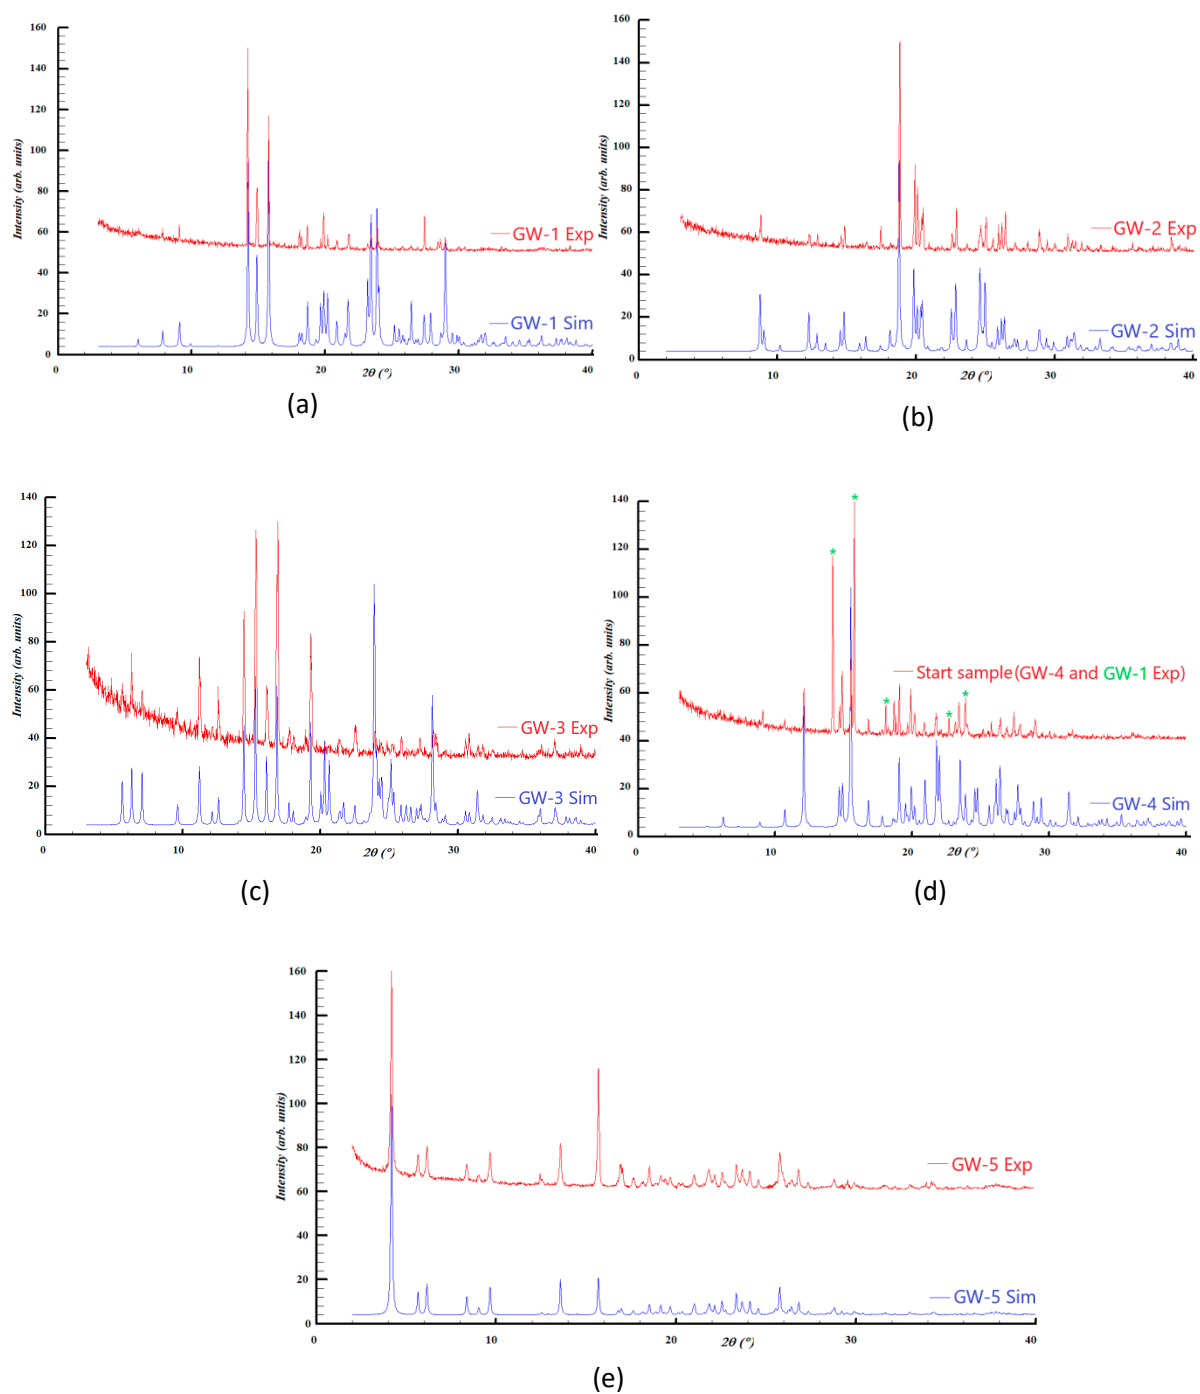 160
140
120
100
80
60
40
20
0
Intensity (arb. units)
GW-1 Exp
GW-1 Sim
0 10 20 30 40
2θ (°)
(a)
160
140
120
100
80
60
40
20
0
Intensity (arb. units)
GW-2 Exp
GW-2 Sim
10 20 30 40
2θ (°)
(b)
140
120
100
80
60
40
20
0
Intensity (arb. units)
GW-3 Exp
GW-3 Sim
0 10 20 30 40
2θ (°)
(c)
140
120
100
80
60
40
20
0
Intensity (arb. units)
* * * * *
Start sample(GW-4 and GW-1 Exp)
GW-4 Sim
10 20 30 40
2θ (°)
(d)
160
140
120
100
80
60
40
20
0
Intensity (arb. units)
GW-5 Exp
GW-5 Sim
0 10 20 30 40
2θ (°)
(e)